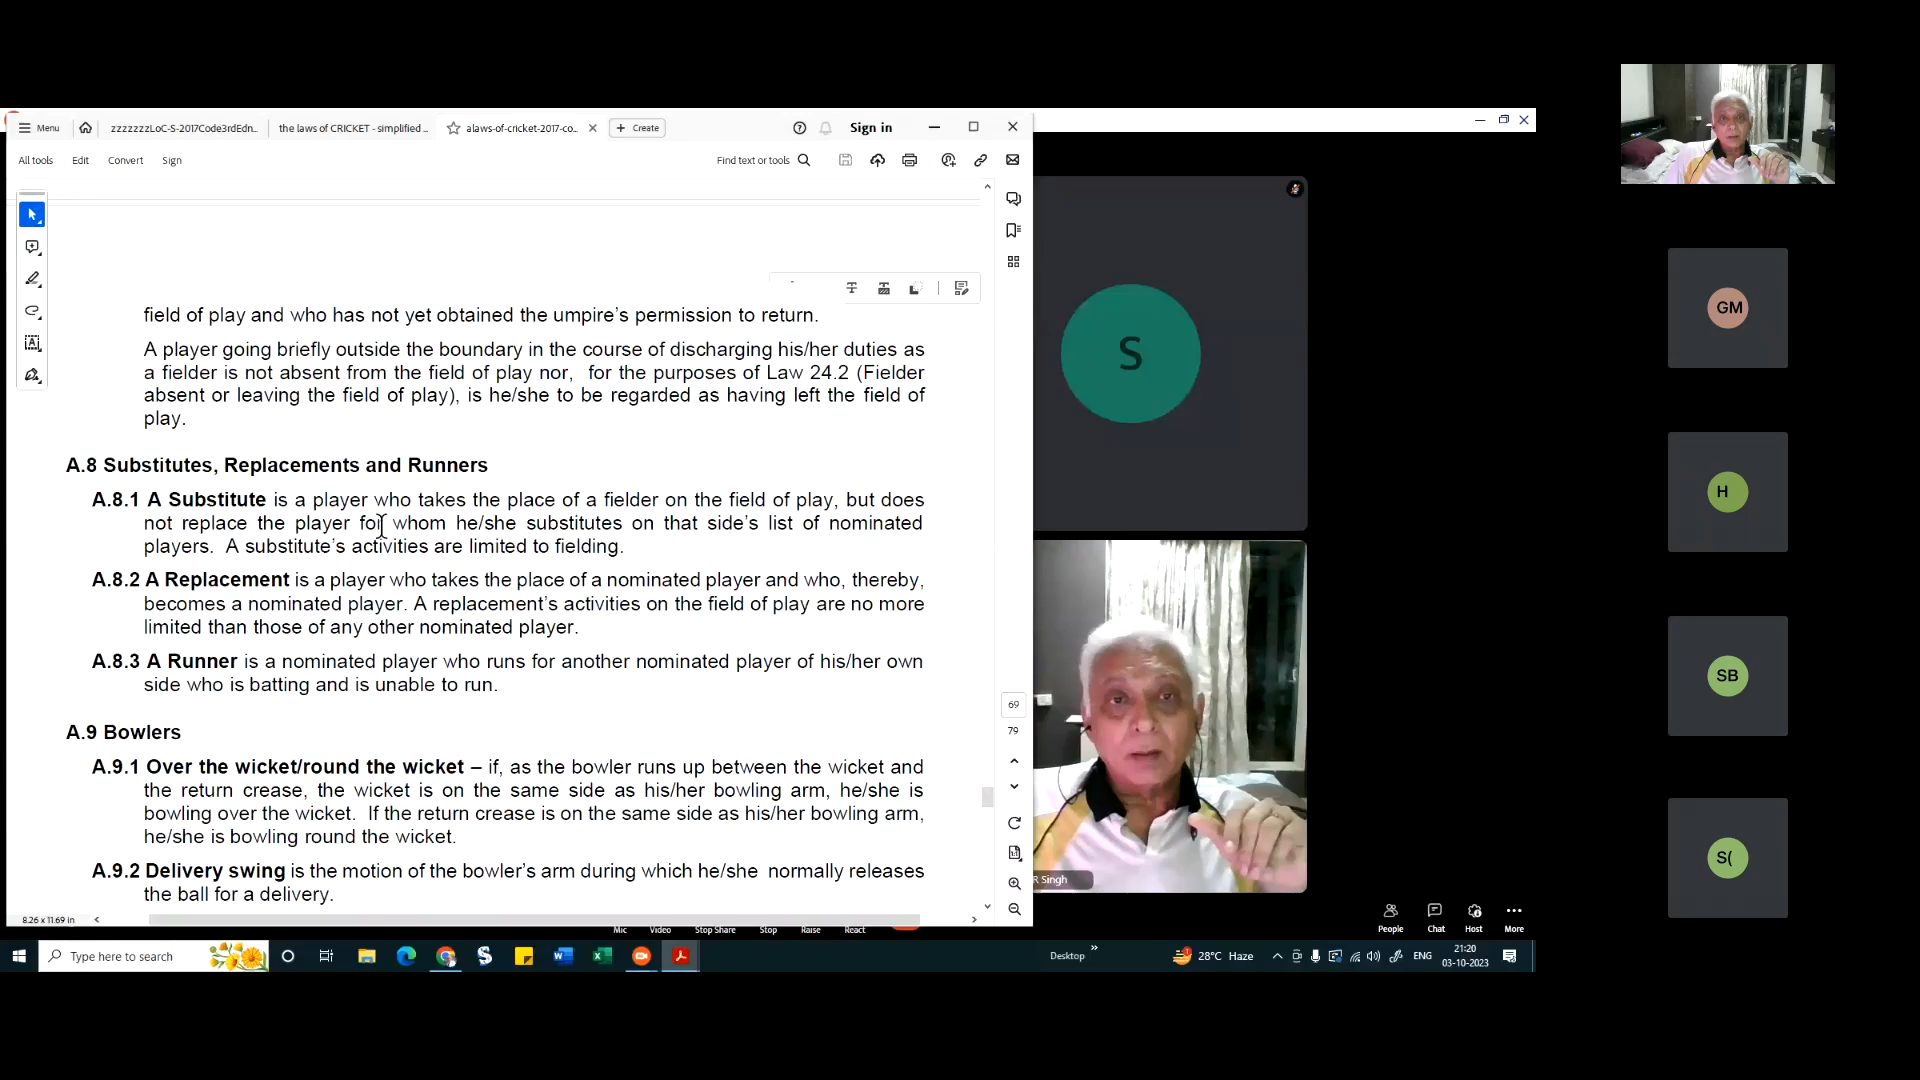 Menu
zzzzzzzLoC-S-2017Code3rdEdn...
the laws of CRICKET - simplified ...
alaws-of-cricket-2017-co...
Create
Sign in
All tools
Edit
Convert
Sign
Find text or tools
field of play and who has not yet obtained the umpire's permission to return.
A player going briefly outside the boundary in the course of discharging his/her duties as
a fielder is not absent from the field of play nor, for the purposes of Law 24.2 (Fielder
absent or leaving the field of play), is he/she to be regarded as having left the field of
play.
A.8 Substitutes, Replacements and Runners
A.8.1 A Substitute is a player who takes the place of a fielder on the field of play, but does
not replace the player for whom he/she substitutes on that side's list of nominated
players. A substitute's activities are limited to fielding.
A.8.2 A Replacement is a player who takes the place of a nominated player and who, thereby,
becomes a nominated player. A replacement's activities on the field of play are no more
limited than those of any other nominated player.
A.8.3 A Runner is a nominated player who runs for another nominated player of his/her own
side who is batting and is unable to run.
A.9 Bowlers
A.9.1 Over the wicket/round the wicket – if, as the bowler runs up between the wicket and
the return crease, the wicket is on the same side as his/her bowling arm, he/she is
bowling over the wicket. If the return crease is on the same side as his/her bowling arm,
he/she is bowling round the wicket.
A.9.2 Delivery swing is the motion of the bowler's arm during which he/she normally releases
the ball for a delivery.
69
79
8.26 x 11.69 in
S
R Singh
GM
H
SB
S(
Mic
Video
Stop Share
Stop
Raise
React
People
Chat
Host
More
Type here to search
Desktop
28°C Haze
ENG
21:20
03-10-2023